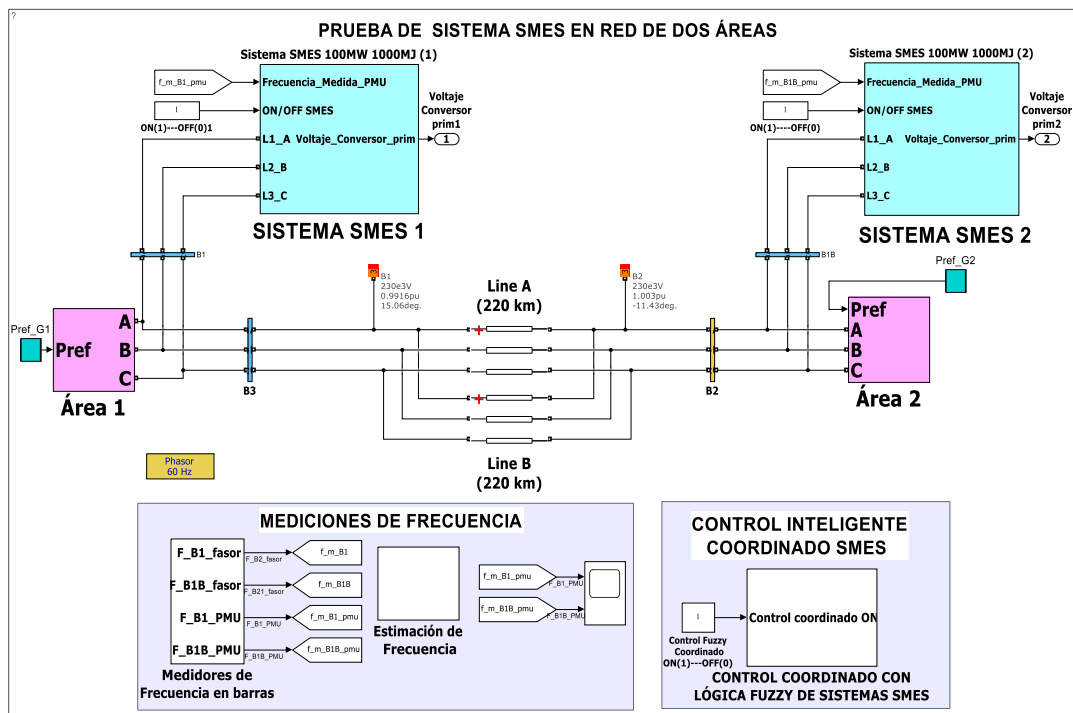 ?
PRUEBA DE SISTEMA SMES EN RED DE DOS ÁREAS
Sistema SMES 100MW 1000MJ (1)
f_m_B1_pmu
Frecuencia_Medida_PMU
1
ON/OFF SMES
ON(1)---OFF(0)1
L1_A
Voltaje_Conversor_prim
L2_B
L3_C
Voltaje
Conversor
prim1
1
SISTEMA SMES 1
B1
Sistema SMES 100MW 1000MJ (2)
f_m_B1B_pmu
Frecuencia_Medida_PMU
1
ON/OFF SMES
ON(1)----OFF(0)
L1_A
Voltaje_Conversor_prim
L2_B
L3_C
Voltaje
Conversor
prim2
2
SISTEMA SMES 2
B1B
Pref_G2
Pref_G1
Pref
A
B
C
Área 1
B3
3
B1
230e3V
0.9916pu
15.06deg.
Line A
(220 km)
3
B2
230e3V
1.003pu
-11.43deg.
Line B
(220 km)
B2
Pref
A
B
C
Área 2
Phasor
60 Hz
MEDICIONES DE FRECUENCIA
F_B1_fasor
F_B2_fasor
f_m_B1
F_B1B_fasor
F_B21_fasor
f_m_B1B
F_B1_PMU
F_B1_PMU
f_m_B1_pmu
F_B1B_PMU
F_B1B_PMU
f_m_B1B_pmu
Medidores de
Frecuencia en barras
Estimación de
Frecuencia
f_m_B1_pmu
F_B1_PMU
f_m_B1B_pmu
F_B1B_PMU
CONTROL INTELIGENTE
COORDINADO SMES
1
Control Fuzzy
Coordinado
ON(1)---OFF(0)
Control coordinado ON
CONTROL COORDINADO CON
LÓGICA FUZZY DE SISTEMAS SMES